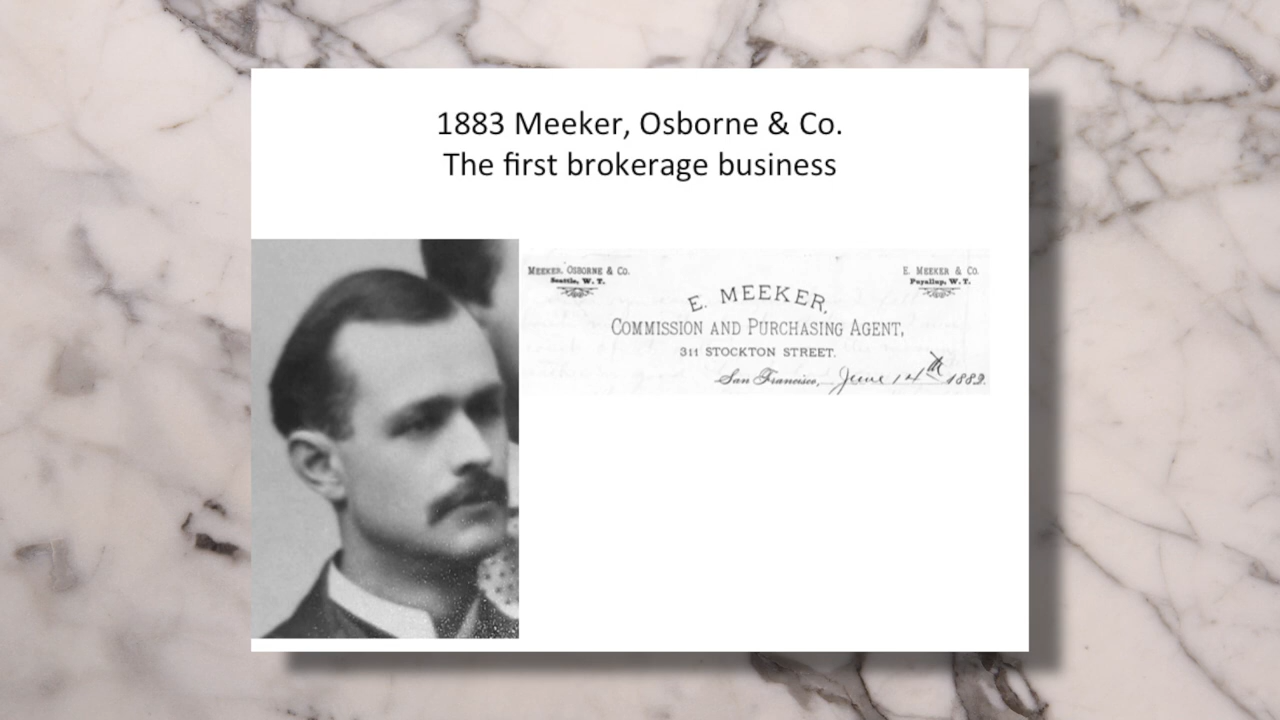 1883 Meeker, Osborne & Co.
The first brokerage business
MEEKER, OSBORNE & CO.
Seattle, W. T.
E. MEEKER & CO.
Puyallup, W. T.
E. MEEKER,
COMMISSION AND PURCHASING AGENT,
311 STOCKTON STREET.
San Francisco, June 14th 1883.